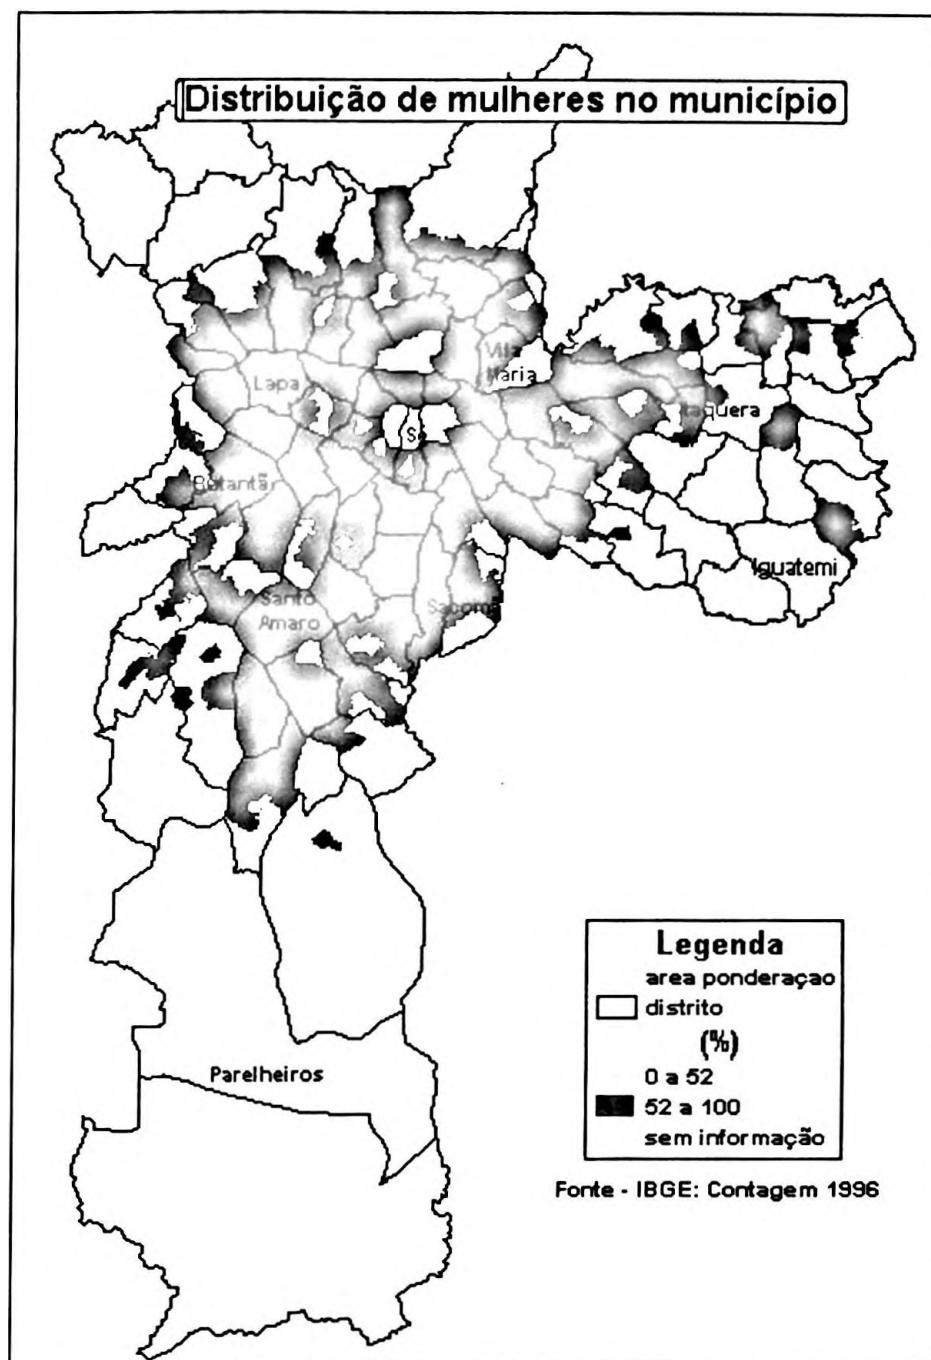 Distribuição de mulheres no município
Vila
Maria
Lapa
Sé
Itaquera
Butantã
Iguatemi
Santo
Amaro
Sacomã
Parelheiros
Legenda
area ponderaçao
distrito
(%)
0 a 52
52 a 100
sem informação
Fonte - IBGE: Contagem 1996